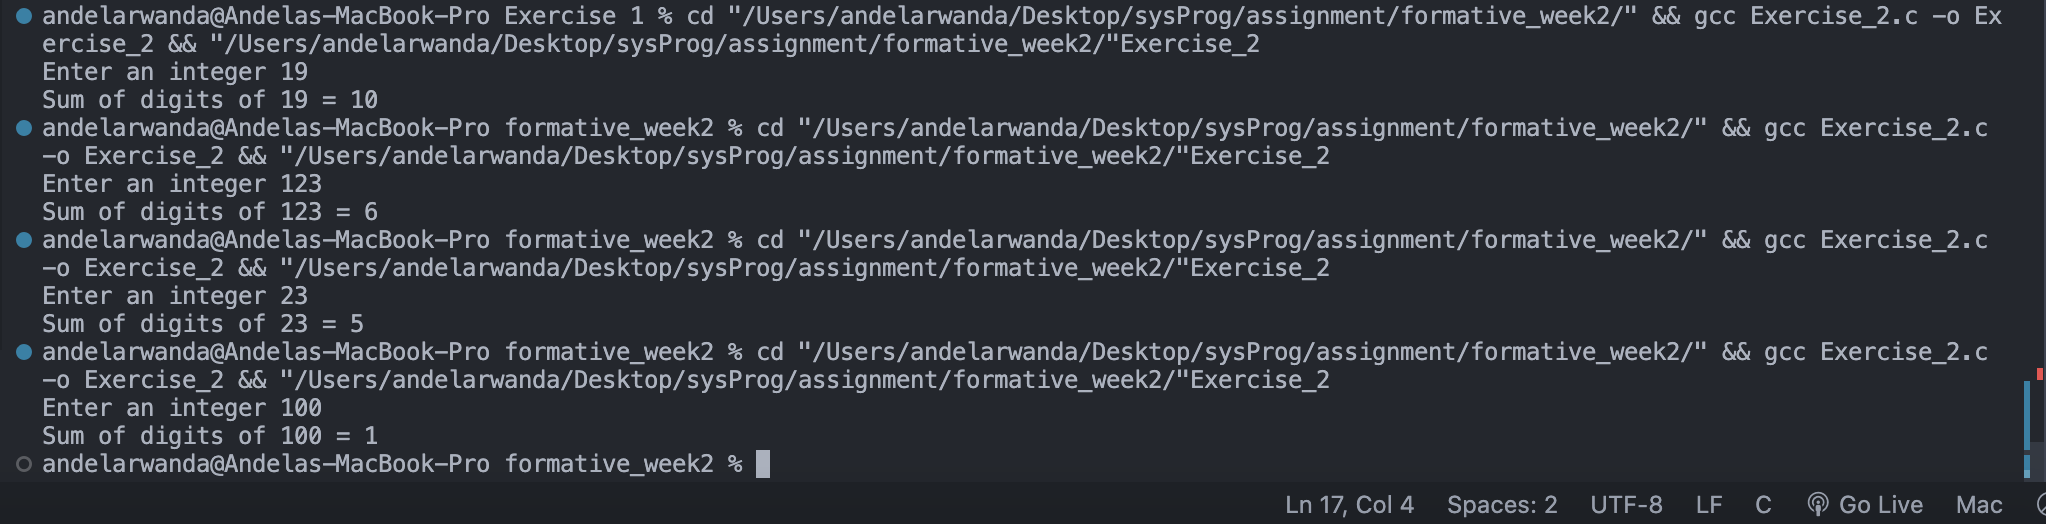 andelarwanda@Andelas-MacBook-Pro Exercise 1 % cd "/Users/andelarwanda/Desktop/sysProg/assignment/formative_week2/" && gcc Exercise_2.c -o Ex
ercise_2 && "/Users/andelarwanda/Desktop/sysProg/assignment/formative_week2/"Exercise_2
Enter an integer 19
Sum of digits of 19 = 10
andelarwanda@Andelas-MacBook-Pro formative_week2 % cd "/Users/andelarwanda/Desktop/sysProg/assignment/formative_week2/" && gcc Exercise_2.c
-o Exercise_2 && "/Users/andelarwanda/Desktop/sysProg/assignment/formative_week2/"Exercise_2
Enter an integer 123
Sum of digits of 123 = 6
andelarwanda@Andelas-MacBook-Pro formative_week2 % cd "/Users/andelarwanda/Desktop/sysProg/assignment/formative_week2/" && gcc Exercise_2.c
-o Exercise_2 && "/Users/andelarwanda/Desktop/sysProg/assignment/formative_week2/"Exercise_2
Enter an integer 23
Sum of digits of 23 = 5
andelarwanda@Andelas-MacBook-Pro formative_week2 % cd "/Users/andelarwanda/Desktop/sysProg/assignment/formative_week2/" && gcc Exercise_2.c
-o Exercise_2 && "/Users/andelarwanda/Desktop/sysProg/assignment/formative_week2/"Exercise_2
Enter an integer 100
Sum of digits of 100 = 1
andelarwanda@Andelas-MacBook-Pro formative_week2 %
Ln 17, Col 4 Spaces: 2 UTF-8 LF C Go Live Mac